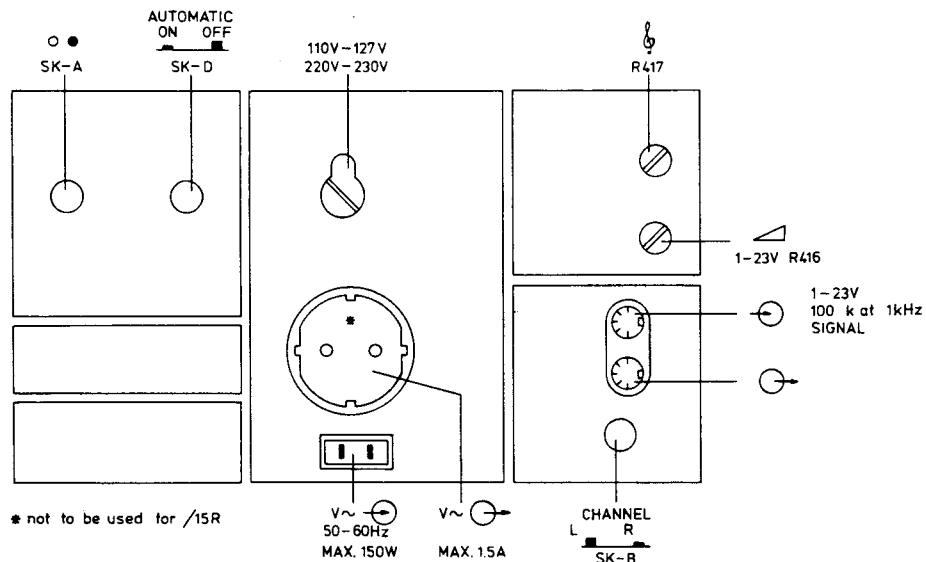 AUTOMATIC
ON OFF
SK-A
SK-D
110V~127V
220V-230V
R417
1-23V R416
1-23V
100 k at 1kHz
SIGNAL
*
* not to be used for /15R
V~
50-60Hz
MAX. 150W
V~
MAX. 1.5A
CHANNEL
L R
SK-B